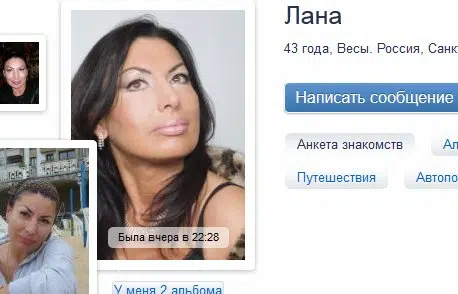 Лана
43 года, Весы. Россия, Санк
Написать сообщение
Анкета знакомств
Ал
Путешествия
Автопо
Была вчера в 22:28
У меня 2 альбома